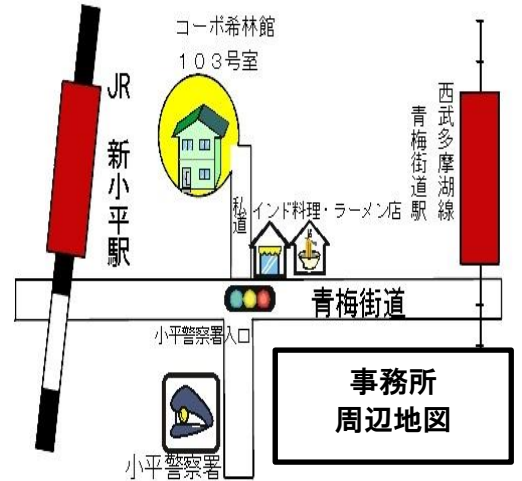 コーポ希林館
１０３号室
JR 新小平駅
西武多摩湖線
青梅街道駅
私道
インド料理・ラーメン店
青梅街道
小平警察署入口
小平警察署
事務所
周辺地図